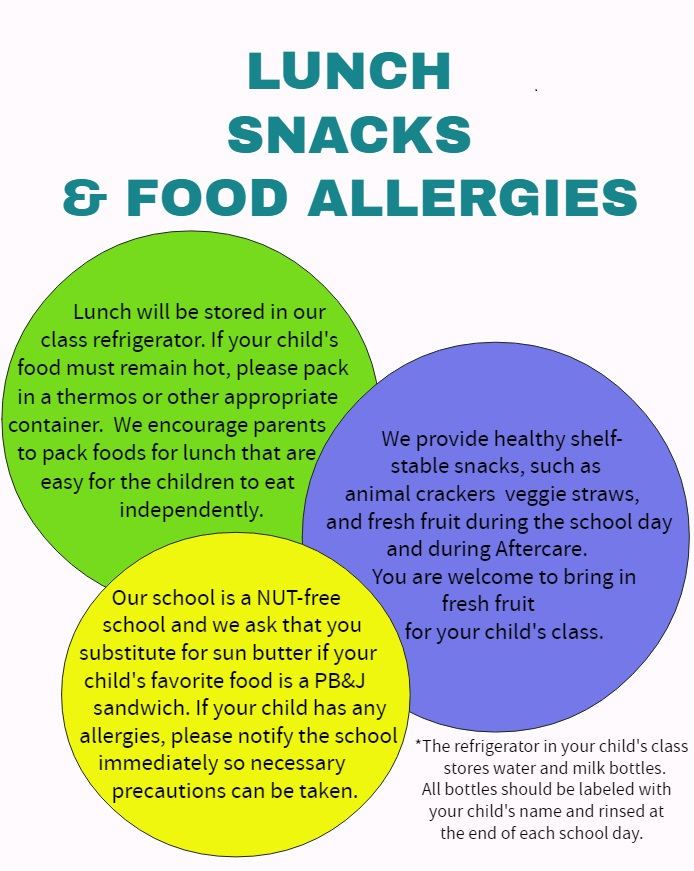 LUNCH
SNACKS
& FOOD ALLERGIES
Lunch will be stored in our
class refrigerator. If your child's
food must remain hot, please pack
in a thermos or other appropriate
container.  We encourage parents
to pack foods for lunch that are
easy for the children to eat
independently.
We provide healthy shelf-
stable snacks, such as
animal crackers  veggie straws,
and fresh fruit during the school day
and during Aftercare.
You are welcome to bring in
fresh fruit
for your child's class.
Our school is a NUT-free
school and we ask that you
substitute for sun butter if your
child's favorite food is a PB&J
sandwich. If your child has any
allergies, please notify the school
immediately so necessary
precautions can be taken.
*The refrigerator in your child's class
stores water and milk bottles.
All bottles should be labeled with
your child's name and rinsed at
the end of each school day.